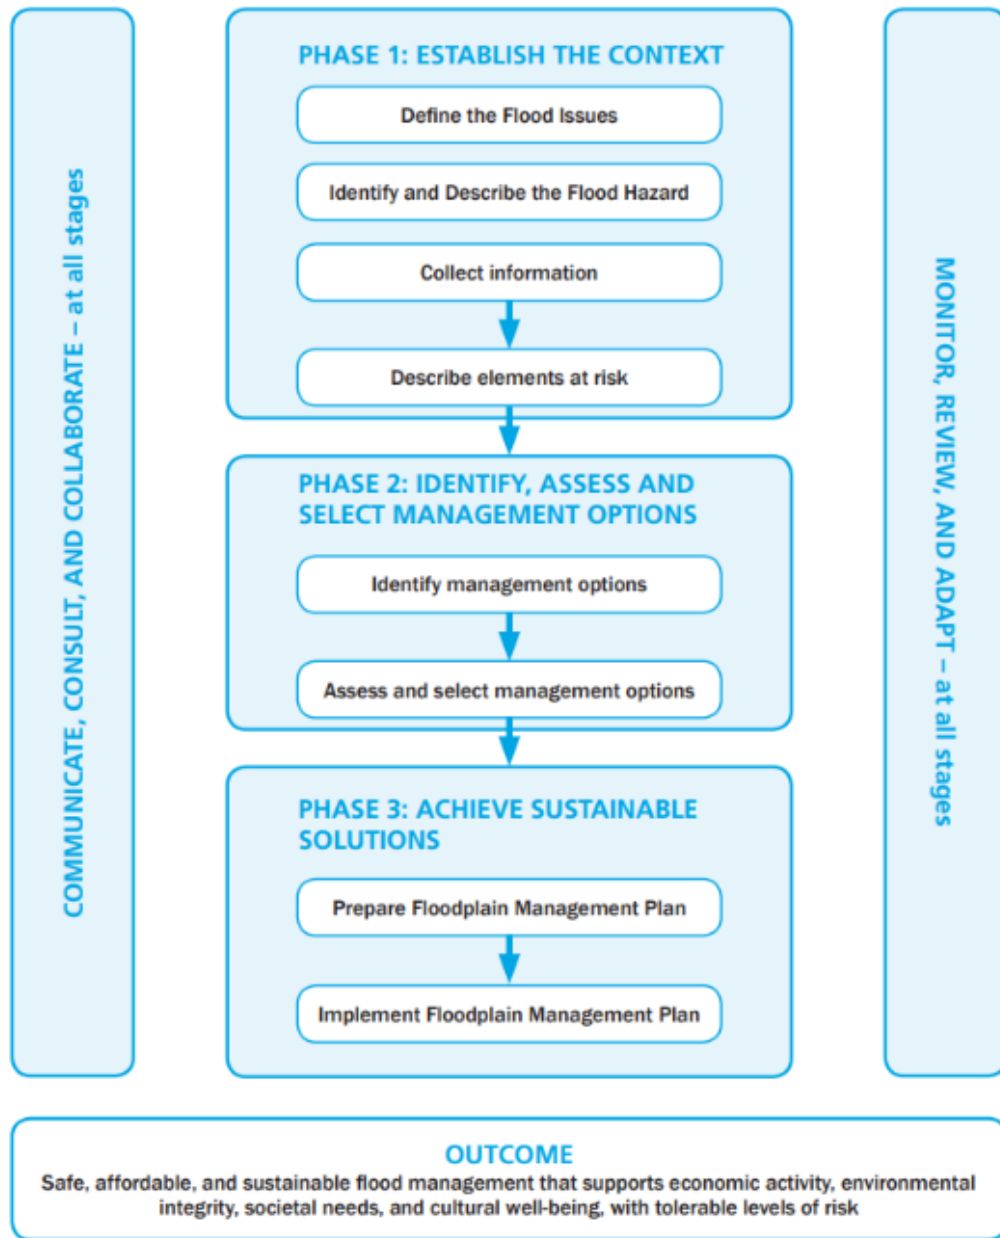 COMMUNICATE, CONSULT, AND COLLABORATE – at all stages
PHASE 1: ESTABLISH THE CONTEXT
Define the Flood Issues
Identify and Describe the Flood Hazard
Collect information
Describe elements at risk
PHASE 2: IDENTIFY, ASSESS AND
SELECT MANAGEMENT OPTIONS
Identify management options
Assess and select management options
PHASE 3: ACHIEVE SUSTAINABLE
SOLUTIONS
Prepare Floodplain Management Plan
Implement Floodplain Management Plan
MONITOR, REVIEW, AND ADAPT – at all stages
OUTCOME
Safe, affordable, and sustainable flood management that supports economic activity, environmental
integrity, societal needs, and cultural well-being, with tolerable levels of risk